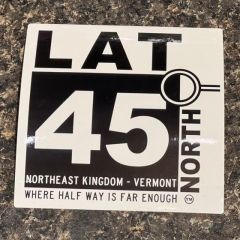 LAT
45
NORTH
NORTHEAST KINGDOM - VERMONT
WHERE HALF WAY IS FAR ENOUGH
TM